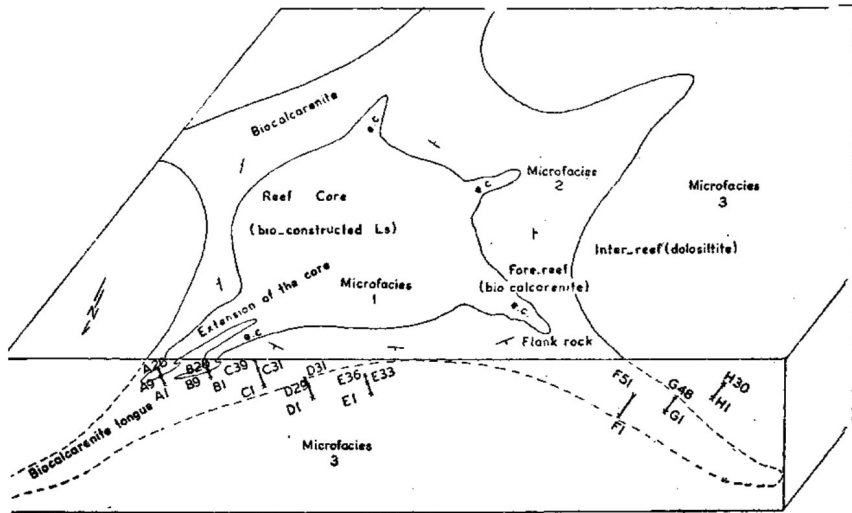 Biocalcarenite
e.c
e.c
Microfacies
2
Microfacies
3
Reef Core
(bio_constructed Ls)
Inter_reef (dolosiltite)
Fore.reef
(bio calcarenite)
Extension of the core
Microfacies
1
e.c.
e.c
Flank rock
N
A20 B20 C39 C31 D31
A9 A1 B9 B1 C1 D29 E36 E33
D1 E1
F51 G48 H30
F1 G1 H1
Biocalcarenite tongue
Microfacies
3